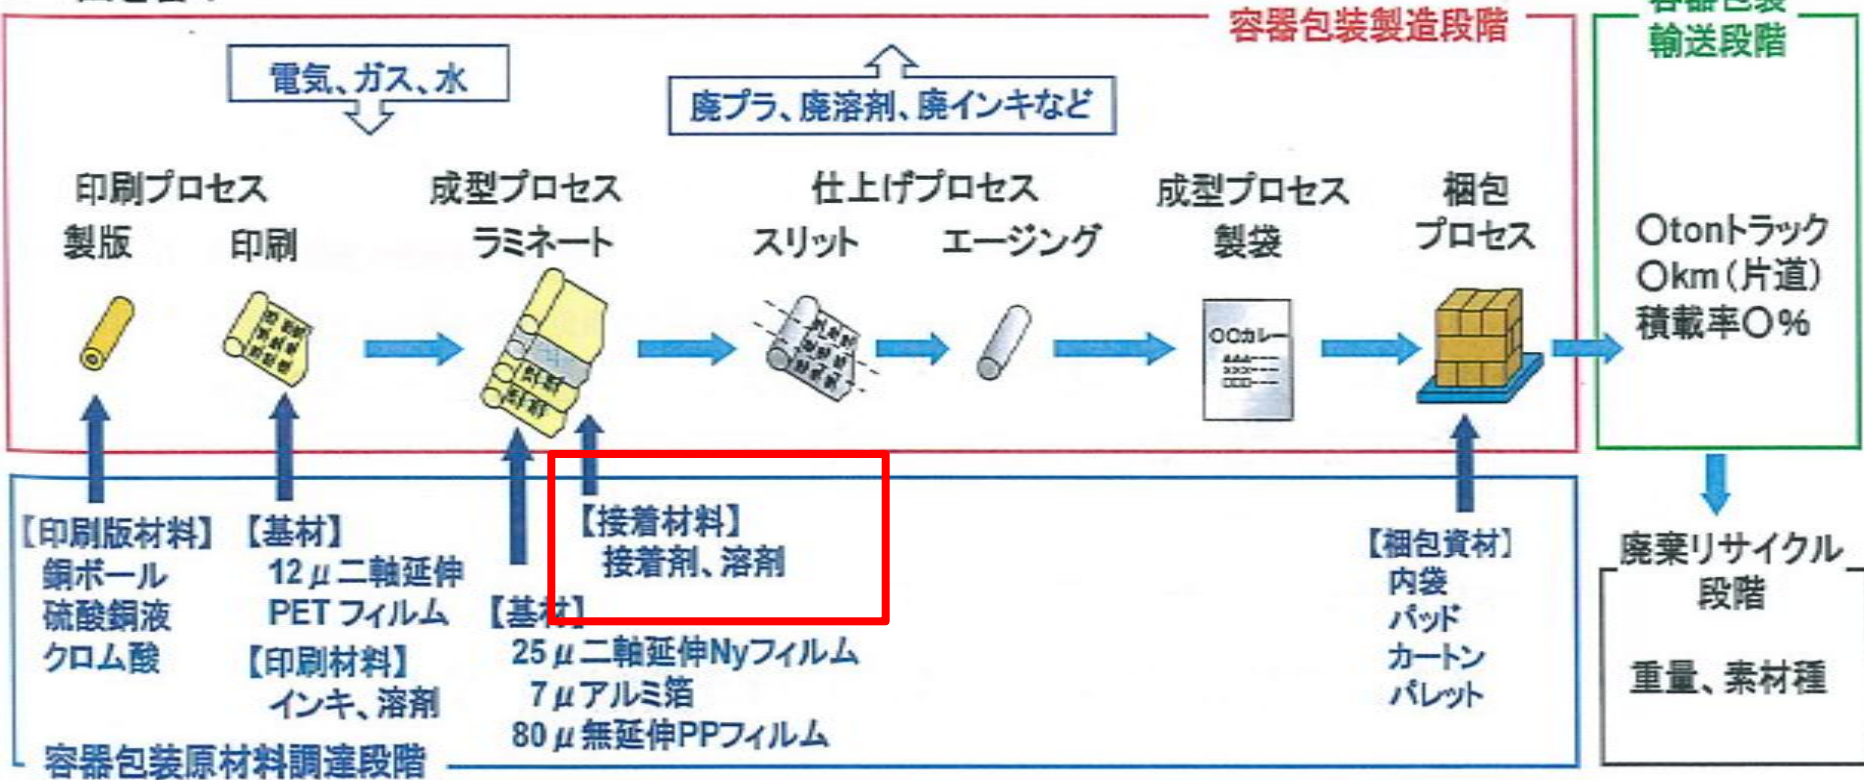 容器包装製造段階
容器包装
輸送段階
電気、ガス、水
廃プラ、廃溶剤、廃インキなど
印刷プロセス
製版
印刷
成型プロセス
ラミネート
仕上げプロセス
スリット
エージング
成型プロセス
製袋
梱包
プロセス
〇〇カレー
〇tonトラック
〇km(片道)
積載率〇%
【印刷版材料】
銅ボール
硫酸銅液
クロム酸
【基材】
12μ二軸延伸
PETフィルム
【印刷材料】
インキ、溶剤
【接着材料】
接着剤、溶剤
【基材】
25μ二軸延伸Nyフィルム
7μアルミ箔
80μ無延伸PPフィルム
【梱包資材】
内袋
パッド
カートン
パレット
容器包装原材料調達段階
廃棄リサイクル
段階
重量、素材種